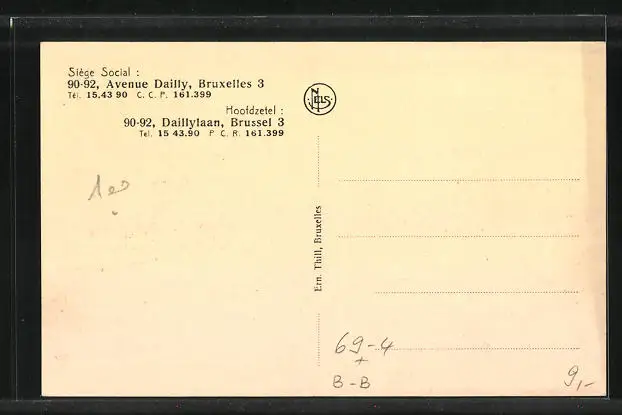 Siège Social :
90-92, Avenue Dailly, Bruxelles 3
Tél. 15.43 90 C. C. P. 161.399
Hoofdzetel :
90-92, Daillylaan, Brussel 3
Tel. 15 43.90 P C. R. 161.399
NELS
Ern. Thill, Bruxelles
69-4
B-B
9,-